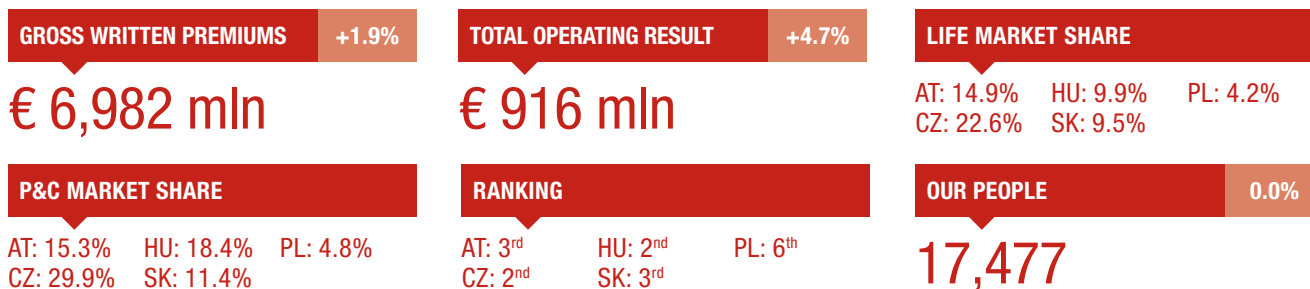 GROSS WRITTEN PREMIUMS +1.9%
€ 6,982 mln
TOTAL OPERATING RESULT +4.7%
€ 916 mln
LIFE MARKET SHARE
AT: 14.9% HU: 9.9% PL: 4.2%
CZ: 22.6% SK: 9.5%
P&C MARKET SHARE
AT: 15.3% HU: 18.4% PL: 4.8%
CZ: 29.9% SK: 11.4%
RANKING
AT: 3rd HU: 2nd PL: 6th
CZ: 2nd SK: 3rd
OUR PEOPLE 0.0%
17,477